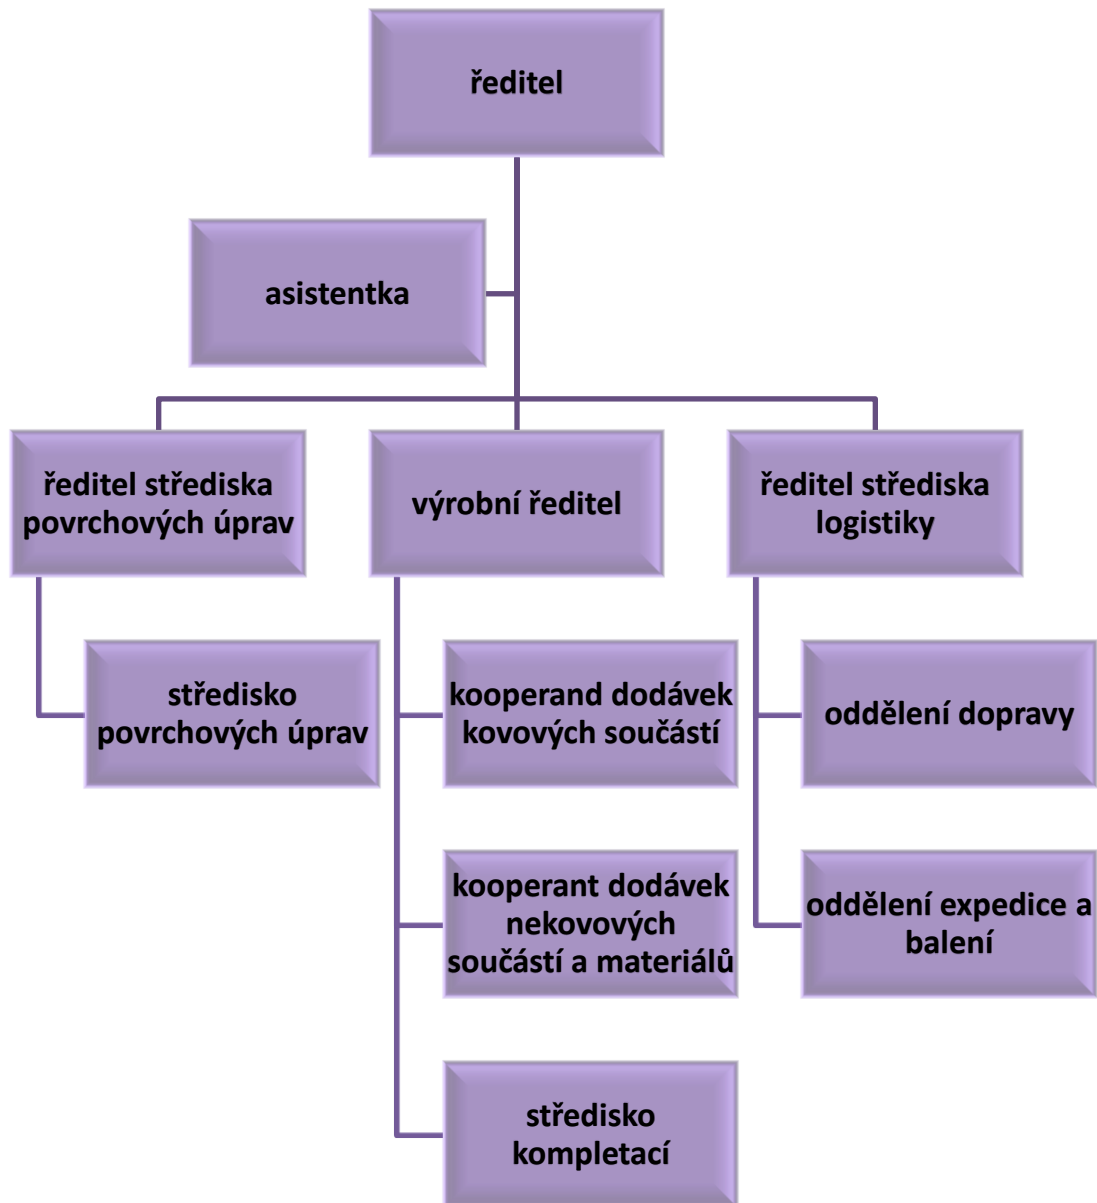 ředitel
asistentka
ředitel střediska
povrchových úprav
výrobní ředitel
ředitel střediska
logistiky
středisko
povrchových úprav
kooperand dodávek
kovových součástí
oddělení dopravy
kooperant dodávek
nekovových
součástí a materiálů
oddělení expedice a
balení
středisko
kompletací